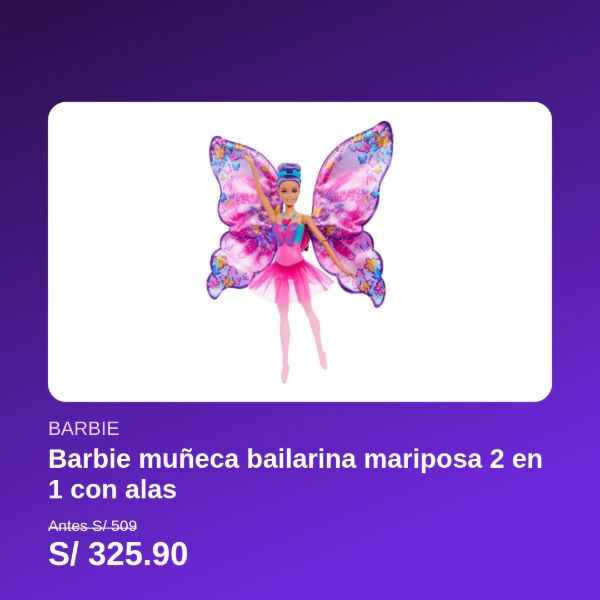 BARBIE
Barbie muñeca bailarina mariposa 2 en
1 con alas
Antes S/ 509
S/ 325.90